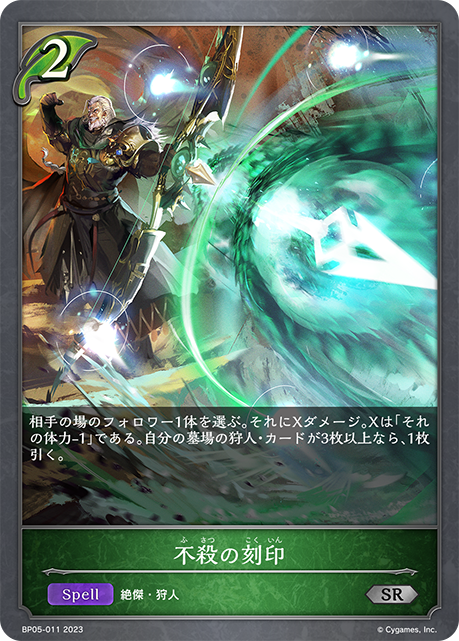 2
相手の場のフォロワー1体を選ぶ。それにXダメージ。Xは「それ
の体力-1」である。自分の墓場の狩人・カードが3枚以上なら、1枚
引く。
ふさつ こくいん
不殺の刻印
Spell 絶傑・狩人 SR
BP05-011 2023 © Cygames, Inc.